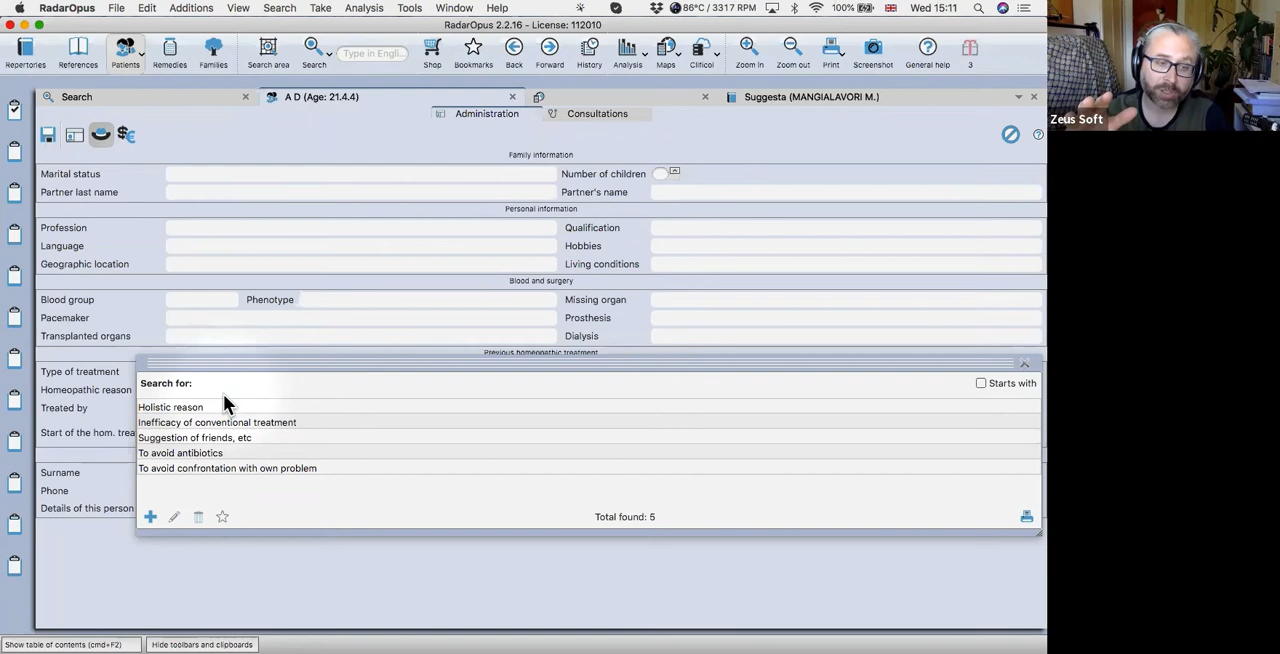 RadarOpus File Edit Additions View Search Take Analysis Tools Window Help 86°C / 3317 RPM 100% Wed 15:11
RadarOpus 2.2.16 - License: 112010
Type in Engli...
Repertories References Patients Remedies Families Search area Search Shop Bookmarks Back Forward History Analysis Maps Clificol Zoom in Zoom out Print Screenshot General help 3
Search A D (Age: 21.4.4) Suggesta (MANGIALAVORI M.)
Administration Consultations
Zeus Soft
Family information
Marital status Number of children
Partner last name Partner's name
Personal information
Profession Qualification
Language Hobbies
Geographic location Living conditions
Blood and surgery
Blood group Phenotype Missing organ
Pacemaker Prosthesis
Transplanted organs Dialysis
Previous homeopathic treatment
Type of treatment
Homeopathic reason
Treated by
Start of the hom. trea
Surname
Phone
Details of this person
Search for: Starts with
Holistic reason
Inefficacy of conventional treatment
Suggestion of friends, etc
To avoid antibiotics
To avoid confrontation with own problem
Total found: 5
Show table of contents (cmd+F2) Hide toolbars and clipboards